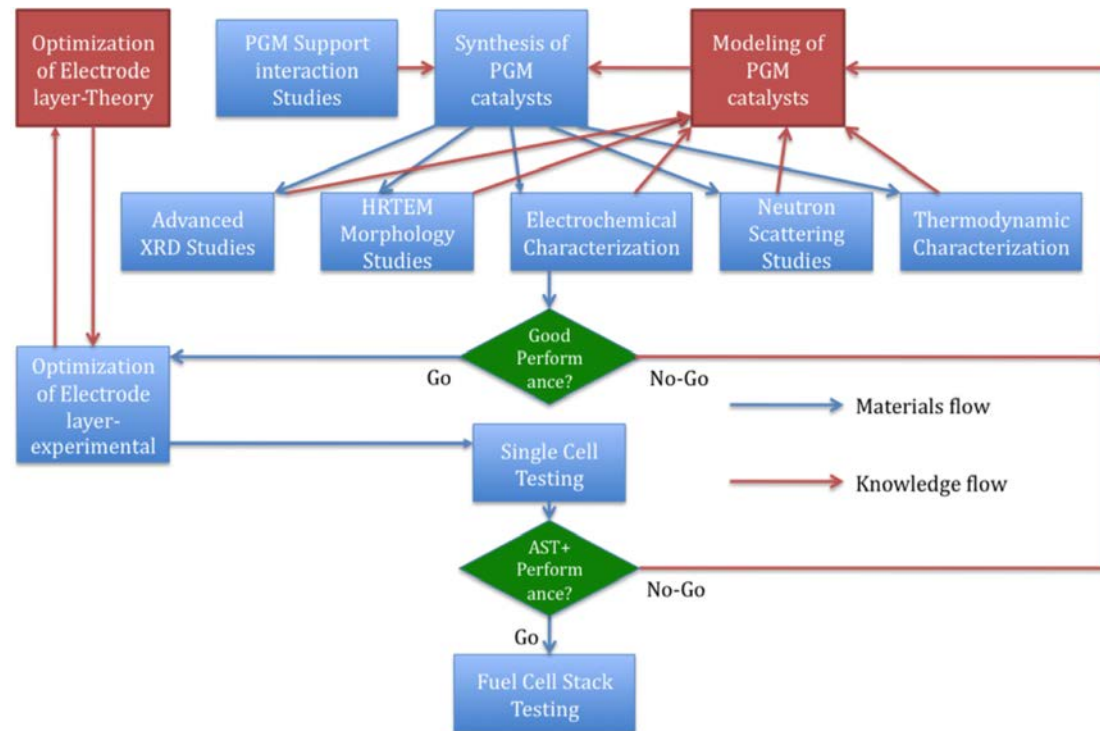 Optimization
of Electrode
layer-Theory
PGM Support
interaction
Studies
Synthesis of
PGM
catalysts
Modeling of
PGM
catalysts
Advanced
XRD Studies
HRTEM
Morphology
Studies
Electrochemical
Characterization
Neutron
Scattering
Studies
Thermodynamic
Characterization
Good
Perform
ance?
Go
No-Go
Optimization
of Electrode
layer-
experimental
Materials flow
Single Cell
Testing
Knowledge flow
AST+
Perform
ance?
No-Go
Go
Fuel Cell Stack
Testing